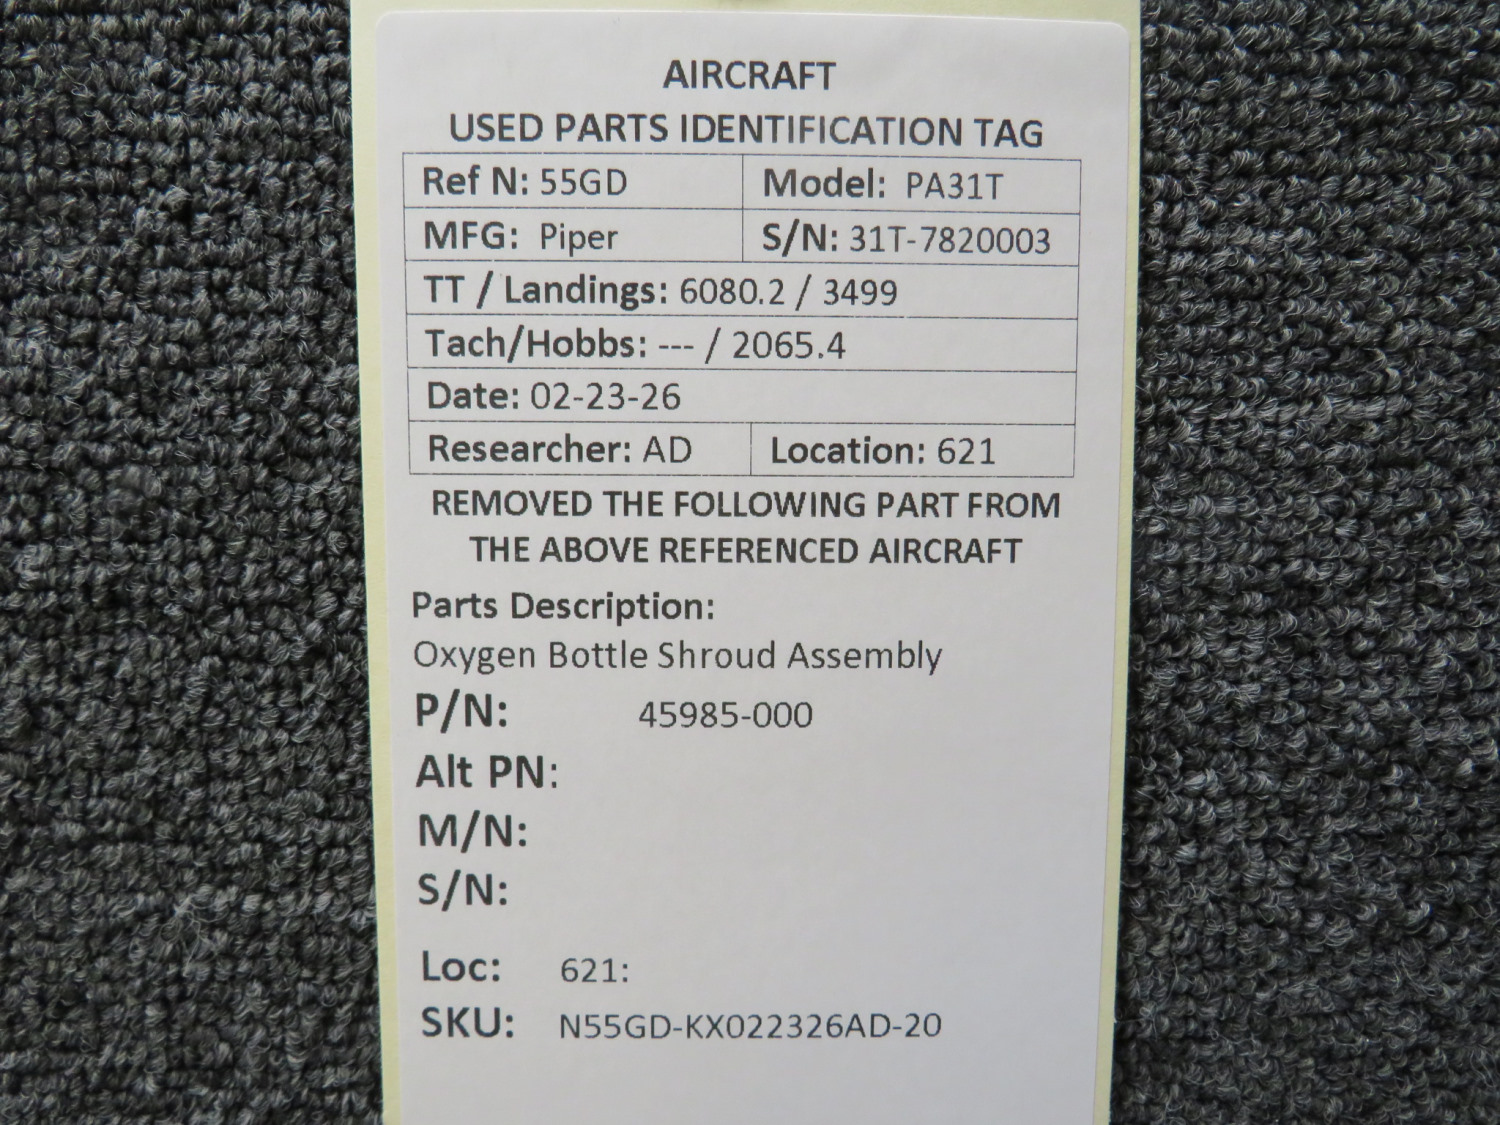 AIRCRAFT
USED PARTS IDENTIFICATION TAG
Ref N: 55GD Model: PA31T
MFG: Piper S/N: 31T-7820003
TT / Landings: 6080.2 / 3499
Tach/Hobbs: --- / 2065.4
Date: 02-23-26
Researcher: AD Location: 621
REMOVED THE FOLLOWING PART FROM
THE ABOVE REFERENCED AIRCRAFT
Parts Description:
Oxygen Bottle Shroud Assembly
P/N: 45985-000
Alt PN:
M/N:
S/N:
Loc: 621:
SKU: N55GD-KX022326AD-20